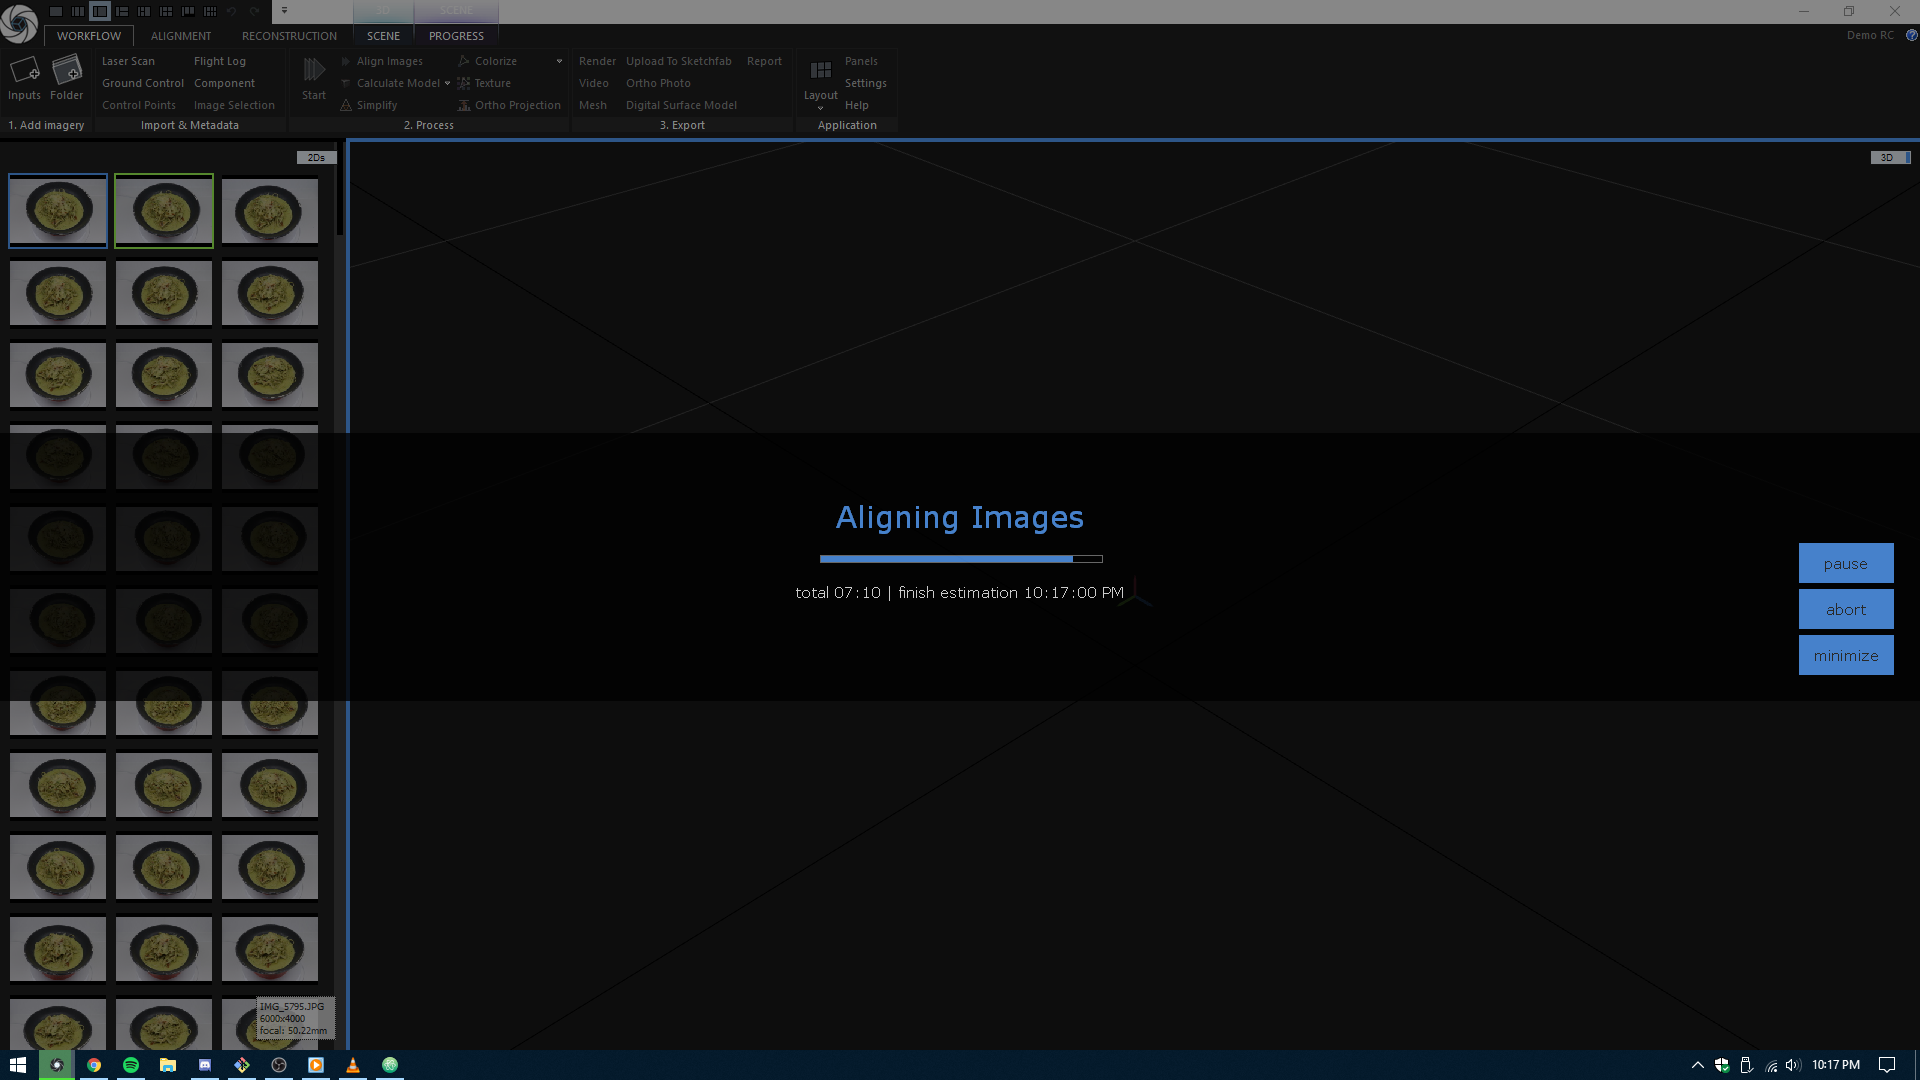 3D SCENE
WORKFLOW ALIGNMENT RECONSTRUCTION SCENE PROGRESS
Demo RC ?
Inputs
Folder
1. Add imagery
Laser Scan Flight Log
Ground Control Component
Control Points Image Selection
Import & Metadata
Start
Align Images Colorize
Calculate Model Texture
Simplify Ortho Projection
2. Process
Render Upload To Sketchfab Report
Video Ortho Photo
Mesh Digital Surface Model
3. Export
Layout
Panels
Settings
Help
Application
2Ds
3D
Aligning Images
total 07:10 | finish estimation 10:17:00 PM
pause
abort
minimize
IMG_5795.JPG
6000x4000
focal: 50.22mm
10:17 PM